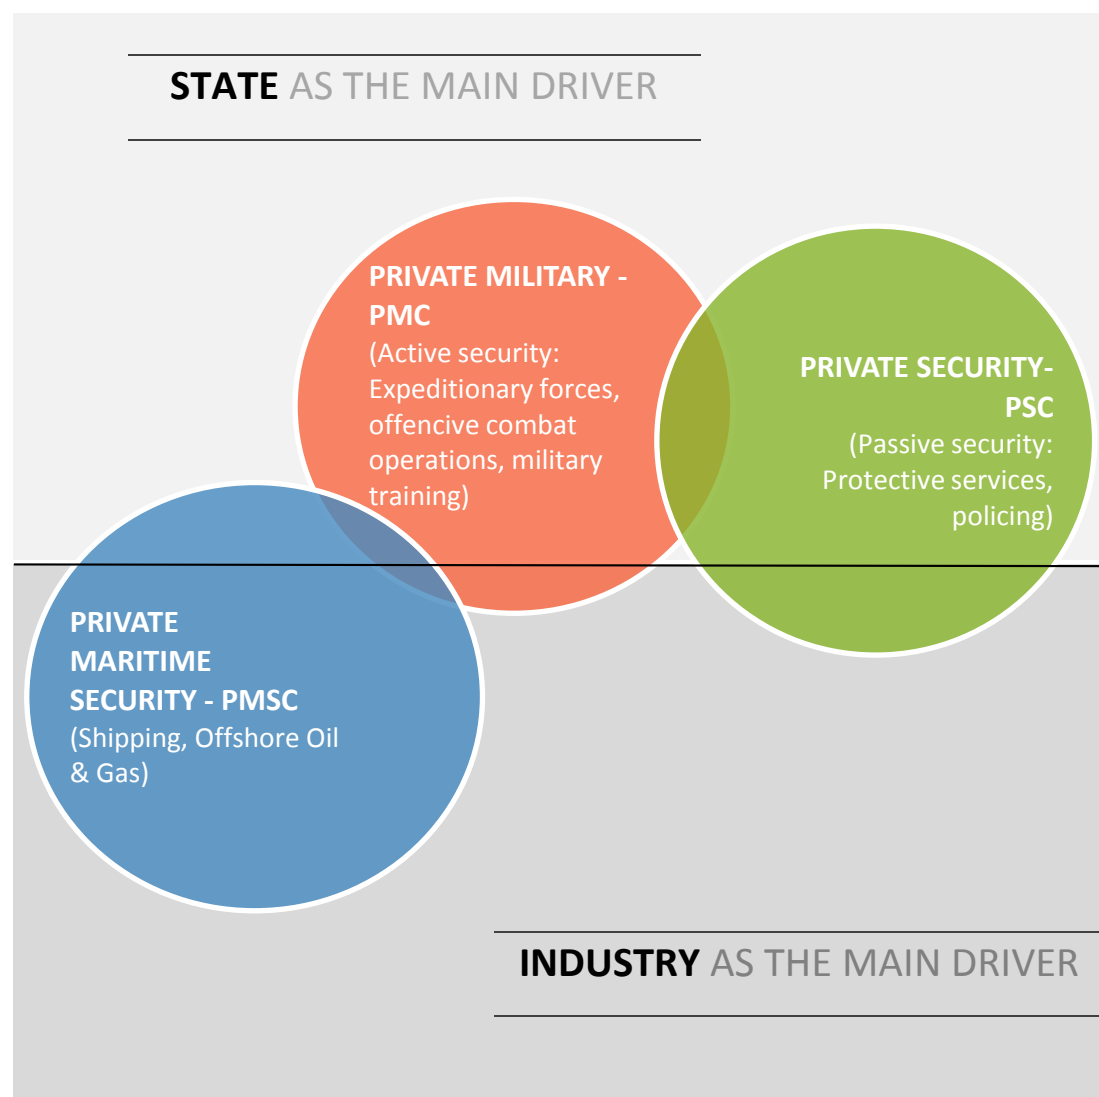 STATE AS THE MAIN DRIVER
PRIVATE MILITARY -
PMC
(Active security:
Expeditionary forces,
offencive combat
operations, military
training)
PRIVATE SECURITY-
PSC
(Passive security:
Protective services,
policing)
PRIVATE
MARITIME
SECURITY - PMSC
(Shipping, Offshore Oil
& Gas)
INDUSTRY AS THE MAIN DRIVER